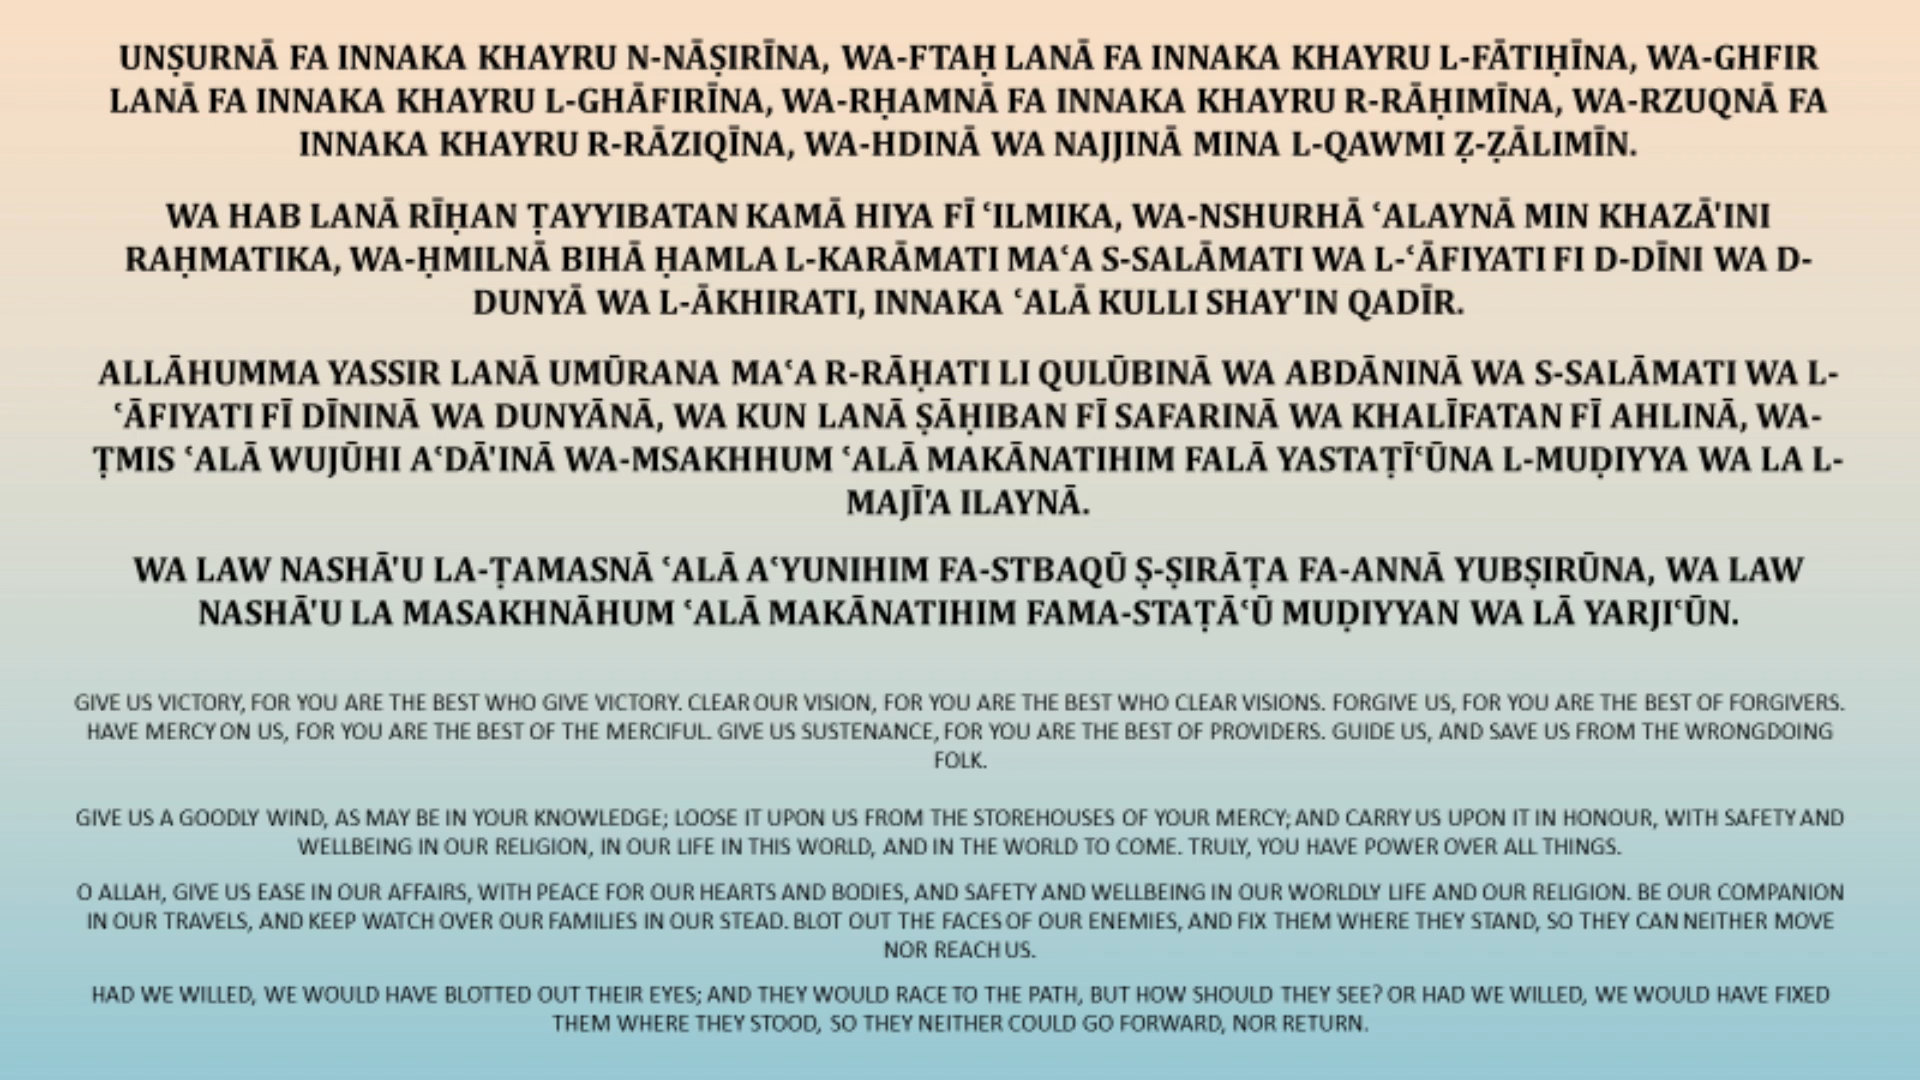 UNṢURNĀ FA INNAKA KHAYRU N-NĀṢIRĪNA, WA-FTAḤ LANĀ FA INNAKA KHAYRU L-FĀTIḤĪNA, WA-GHFIR
LANĀ FA INNAKA KHAYRU L-GHĀFIRĪNA, WA-RḤAMNĀ FA INNAKA KHAYRU R-RĀḤIMĪNA, WA-RZUQNĀ FA
INNAKA KHAYRU R-RĀZIQĪNA, WA-HDINĀ WA NAJJINĀ MINA L-QAWMI Ẓ-ẒĀLIMĪN.
WA HAB LANĀ RĪḤAN ṬAYYIBATAN KAMĀ HIYA FĪ ʿILMIKA, WA-NSHURHĀ ʿALAYNĀ MIN KHAZĀ'INI
RAḤMATIKA, WA-ḤMILNĀ BIHĀ ḤAMLA L-KARĀMATI MAʿA S-SALĀMATI WA L-ʿĀFIYATI FI D-DĪNI WA D-
DUNYĀ WA L-ĀKHIRATI, INNAKA ʿALĀ KULLI SHAY'IN QADĪR.
ALLĀHUMMA YASSIR LANĀ UMŪRANA MAʿA R-RĀḤATI LI QULŪBINĀ WA ABDĀNINĀ WA S-SALĀMATI WA L-
ʿĀFIYATI FĪ DĪNINĀ WA DUNYĀNĀ, WA KUN LANĀ ṢĀḤIBAN FĪ SAFARINĀ WA KHALĪFATAN FĪ AHLINĀ, WA-
ṬMIS ʿALĀ WUJŪHI AʿDĀ'INĀ WA-MSAKHHUM ʿALĀ MAKĀNATIHIM FALĀ YASTAṬĪʿŪNA L-MUḌIYYA WA LA L-
MAJĪ'A ILAYNĀ.
WA LAW NASHĀ'U LA-ṬAMASNĀ ʿALĀ AʿYUNIHIM FA-STBAQŪ Ṣ-ṢIRĀṬA FA-ANNĀ YUBṢIRŪNA, WA LAW
NASHĀ'U LA MASAKHNĀHUM ʿALĀ MAKĀNATIHIM FAMA-STAṬĀʿŪ MUḌIYYAN WA LĀ YARJIʿŪN.
GIVE US VICTORY, FOR YOU ARE THE BEST WHO GIVE VICTORY. CLEAR OUR VISION, FOR YOU ARE THE BEST WHO CLEAR VISIONS. FORGIVE US, FOR YOU ARE THE BEST OF FORGIVERS.
HAVE MERCY ON US, FOR YOU ARE THE BEST OF THE MERCIFUL. GIVE US SUSTENANCE, FOR YOU ARE THE BEST OF PROVIDERS. GUIDE US, AND SAVE US FROM THE WRONGDOING
FOLK.
GIVE US A GOODLY WIND, AS MAY BE IN YOUR KNOWLEDGE; LOOSE IT UPON US FROM THE STOREHOUSES OF YOUR MERCY; AND CARRY US UPON IT IN HONOUR, WITH SAFETY AND
WELLBEING IN OUR RELIGION, IN OUR LIFE IN THIS WORLD, AND IN THE WORLD TO COME. TRULY, YOU HAVE POWER OVER ALL THINGS.
O ALLAH, GIVE US EASE IN OUR AFFAIRS, WITH PEACE FOR OUR HEARTS AND BODIES, AND SAFETY AND WELLBEING IN OUR WORLDLY LIFE AND OUR RELIGION. BE OUR COMPANION
IN OUR TRAVELS, AND KEEP WATCH OVER OUR FAMILIES IN OUR STEAD. BLOT OUT THE FACES OF OUR ENEMIES, AND FIX THEM WHERE THEY STAND, SO THEY CAN NEITHER MOVE
NOR REACH US.
HAD WE WILLED, WE WOULD HAVE BLOTTED OUT THEIR EYES; AND THEY WOULD RACE TO THE PATH, BUT HOW SHOULD THEY SEE? OR HAD WE WILLED, WE WOULD HAVE FIXED
THEM WHERE THEY STOOD, SO THEY NEITHER COULD GO FORWARD, NOR RETURN.